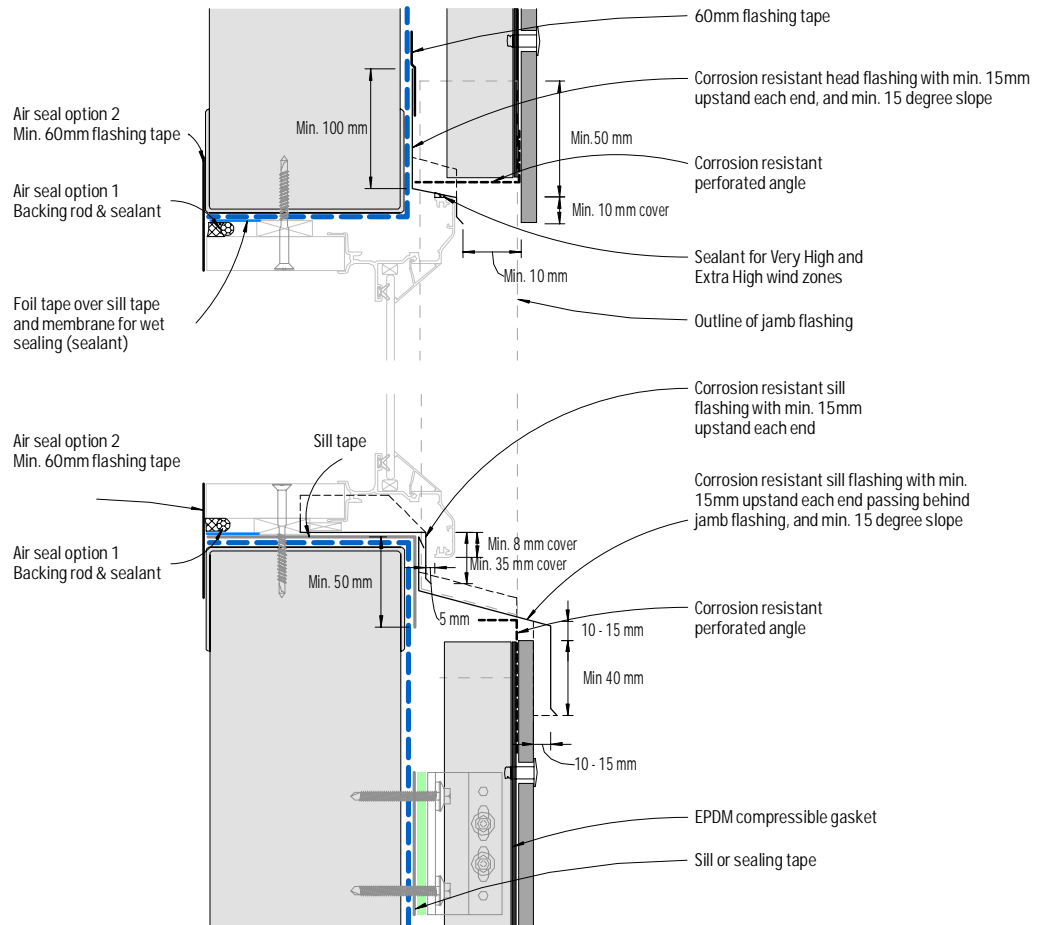 60mm flashing tape
Corrosion resistant head flashing with min. 15mm
upstand each end, and min. 15 degree slope
Air seal option 2
Min. 60mm flashing tape
Min. 100 mm
Min. 50 mm
Corrosion resistant
perforated angle
Air seal option 1
Backing rod & sealant
Min. 10 mm cover
Sealant for Very High and
Extra High wind zones
Min. 10 mm
Foil tape over sill tape
and membrane for wet
sealing (sealant)
Outline of jamb flashing
Corrosion resistant sill
flashing with min. 15mm
upstand each end
Air seal option 2
Min. 60mm flashing tape
Sill tape
Corrosion resistant sill flashing with min.
15mm upstand each end passing behind
jamb flashing, and min. 15 degree slope
Min. 8 mm cover
Min. 35 mm cover
Air seal option 1
Backing rod & sealant
Min. 50 mm
5 mm
Corrosion resistant
perforated angle
10 - 15 mm
Min 40 mm
10 - 15 mm
EPDM compressible gasket
Sill or sealing tape